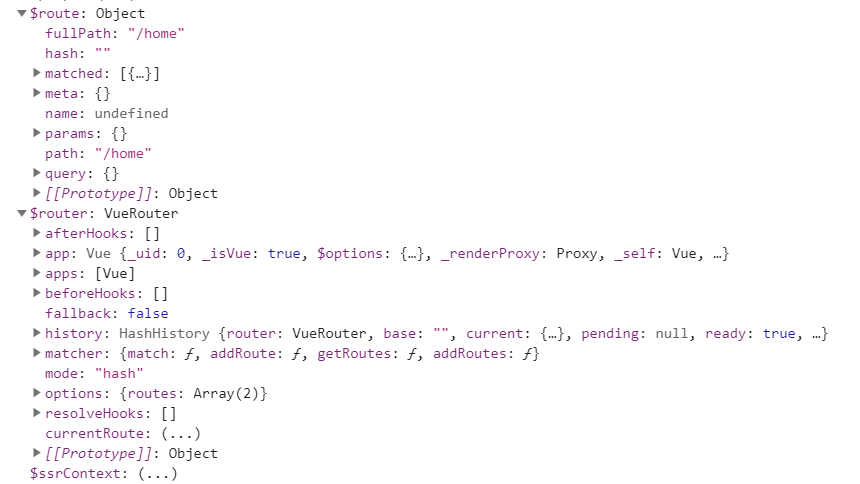 ▼$route: Object
fullPath: "/home"
hash: ""
▶matched: [{…}]
▶meta: {}
name: undefined
▶params: {}
path: "/home"
▶query: {}
▶[[Prototype]]: Object
▼$router: VueRouter
▶afterHooks: []
▶app: Vue {_uid: 0, _isVue: true, $options: {…}, _renderProxy: Proxy, _self: Vue, …}
▶apps: [Vue]
▶beforeHooks: []
fallback: false
▶history: HashHistory {router: VueRouter, base: "", current: {…}, pending: null, ready: true, …}
▶matcher: {match: ƒ, addRoute: ƒ, getRoutes: ƒ, addRoutes: ƒ}
mode: "hash"
▶options: {routes: Array(2)}
▶resolveHooks: []
currentRoute: (...)
▶[[Prototype]]: Object
$ssrContext: (...)